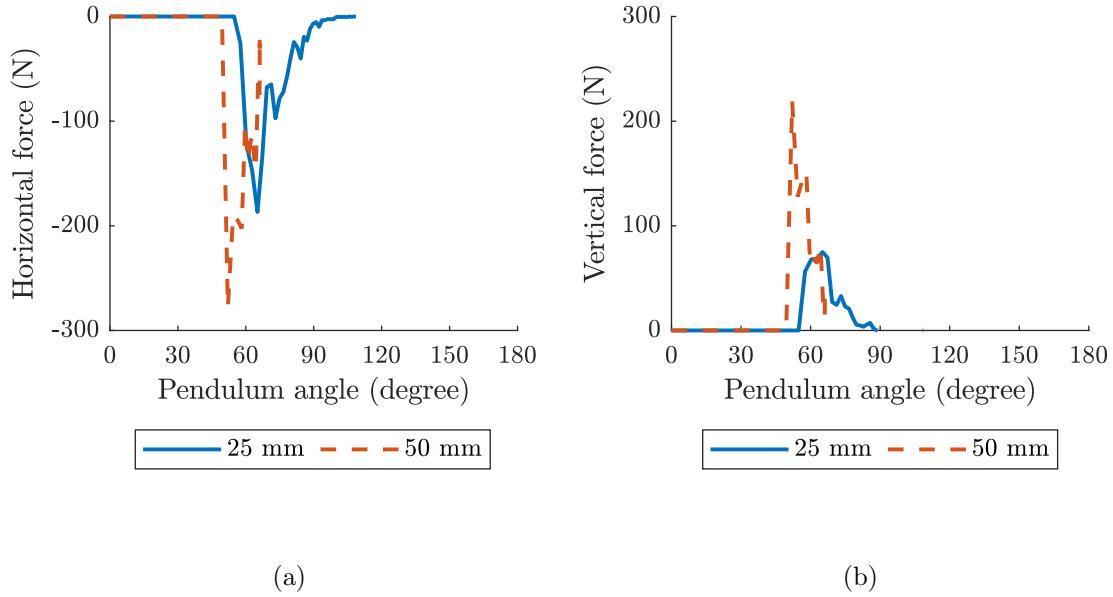 0
-100
-200
-300
Horizontal force (N)
0 30 60 90 120 150 180
Pendulum angle (degree)
25 mm 50 mm
(a)
300
200
100
0
Vertical force (N)
0 30 60 90 120 150 180
Pendulum angle (degree)
25 mm 50 mm
(b)